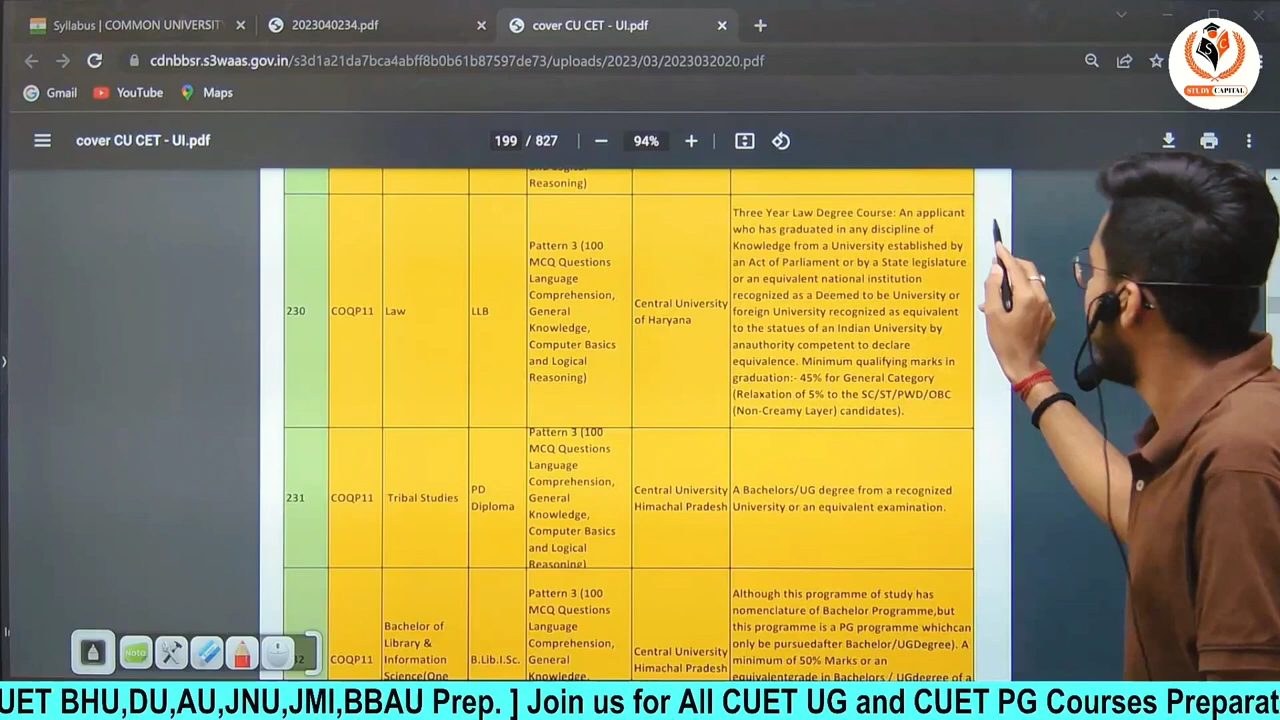 Syllabus | COMMON UNIVERSIT
2023040234.pdf
cover CU CET - UI.pdf
cdnbbsr.s3waas.gov.in/s3d1a21da7bca4abff8b0b61b87597de73/uploads/2023/03/2023032020.pdf
Gmail
YouTube
Maps
SC
STUDY CAPITAL
cover CU CET - UI.pdf
199 / 827
94%
Reasoning)
230
COQP11
Law
LLB
Pattern 3 (100
MCQ Questions
Language
Comprehension,
General
Knowledge,
Computer Basics
and Logical
Reasoning)
Central University
of Haryana
Three Year Law Degree Course: An applicant
who has graduated in any discipline of
Knowledge from a University established by
an Act of Parliament or by a State legislature
or an equivalent national institution
recognized as a Deemed to be University or
foreign University recognized as equivalent
to the statues of an Indian University by
anauthority competent to declare
equivalence. Minimum qualifying marks in
graduation:- 45% for General Category
(Relaxation of 5% to the SC/ST/PWD/OBC
(Non-Creamy Layer) candidates).
231
COQP11
Tribal Studies
PD
Diploma
Pattern 3 (100
MCQ Questions
Language
Comprehension,
General
Knowledge,
Computer Basics
and Logical
Reasoning)
Central University
Himachal Pradesh
A Bachelors/UG degree from a recognized
University or an equivalent examination.
COQP11
Bachelor of
Library &
Information
Science(One
B.Lib.I.Sc.
Pattern 3 (100
MCQ Questions
Language
Comprehension,
General
Knowledge,
Central University
Himachal Pradesh
Although this programme of study has
nomenclature of Bachelor Programme,but
this programme is a PG programme whichcan
only be pursuedafter Bachelor/UGDegree). A
minimum of 50% Marks or an
equivalentgrade in Bachelors / UGdegree of a
Note
UET BHU,DU,AU,JNU,JMI,BBAU Prep. ] Join us for All CUET UG and CUET PG Courses Preparat